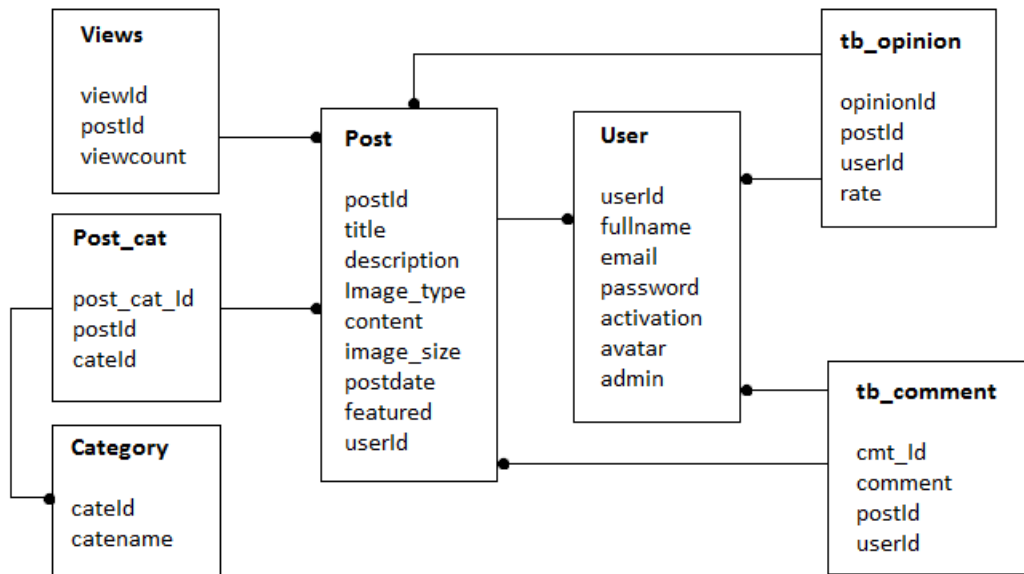 Views
viewId
postId
viewcount
Post_cat
post_cat_Id
postId
cateId
Category
cateId
catename
Post
postId
title
description
Image_type
content
image_size
postdate
featured
userId
User
userId
fullname
email
password
activation
avatar
admin
tb_opinion
opinionId
postId
userId
rate
tb_comment
cmt_Id
comment
postId
userId